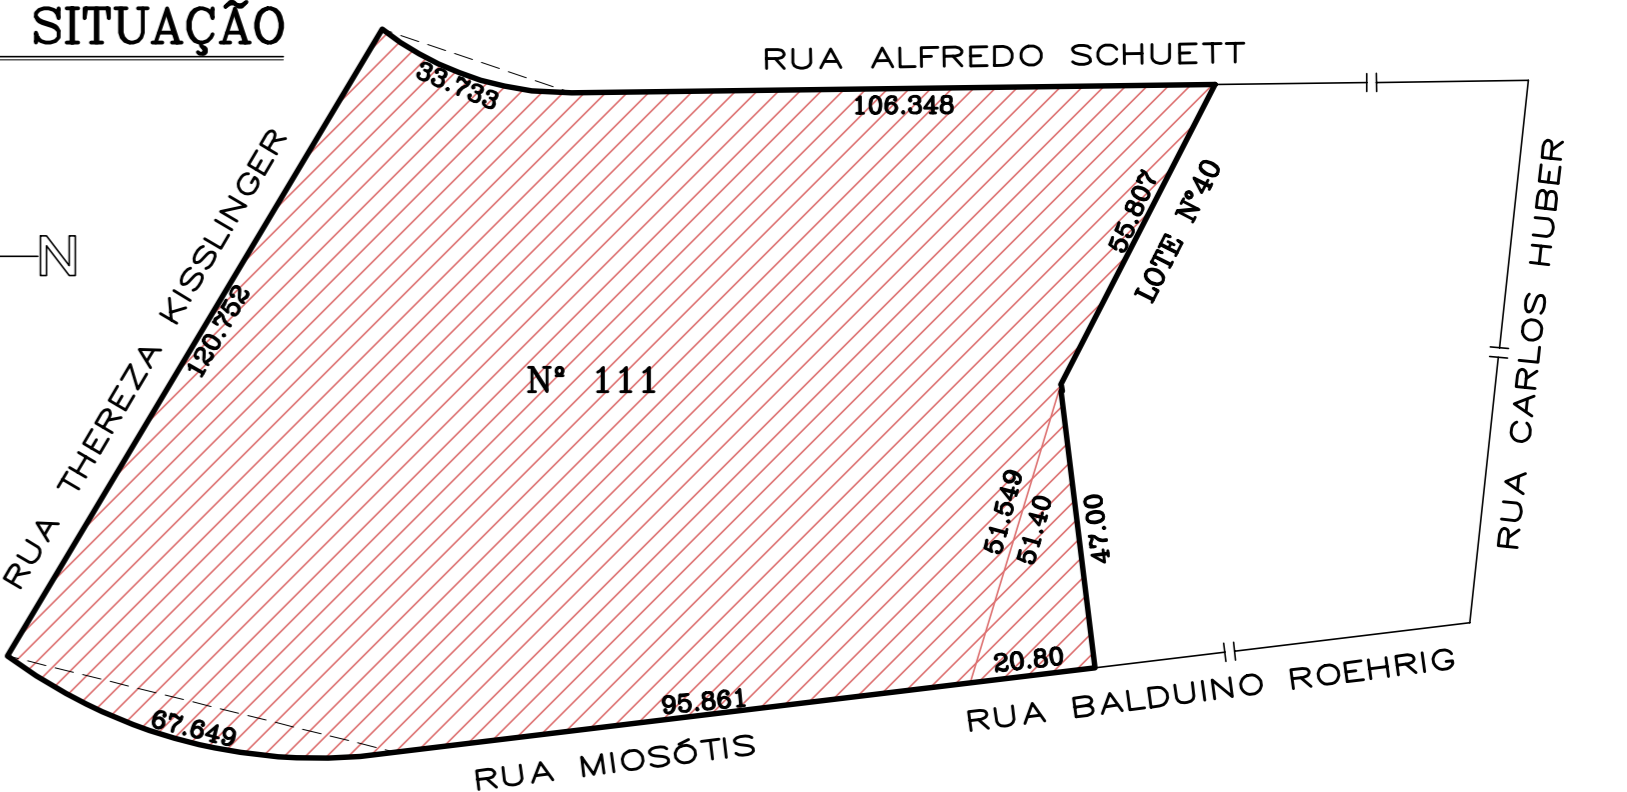 SITUAÇÃO
RUA ALFREDO SCHUETT
33.733
106.348
RUA THEREZA KISSLINGER
120.752
55.807
LOTE Nº40
RUA CARLOS HUBER
N
Nº 111
51.549
51.40
47.00
20.80
95.861
67.649
RUA MIOSÓTIS
RUA BALDUINO ROEHRIG